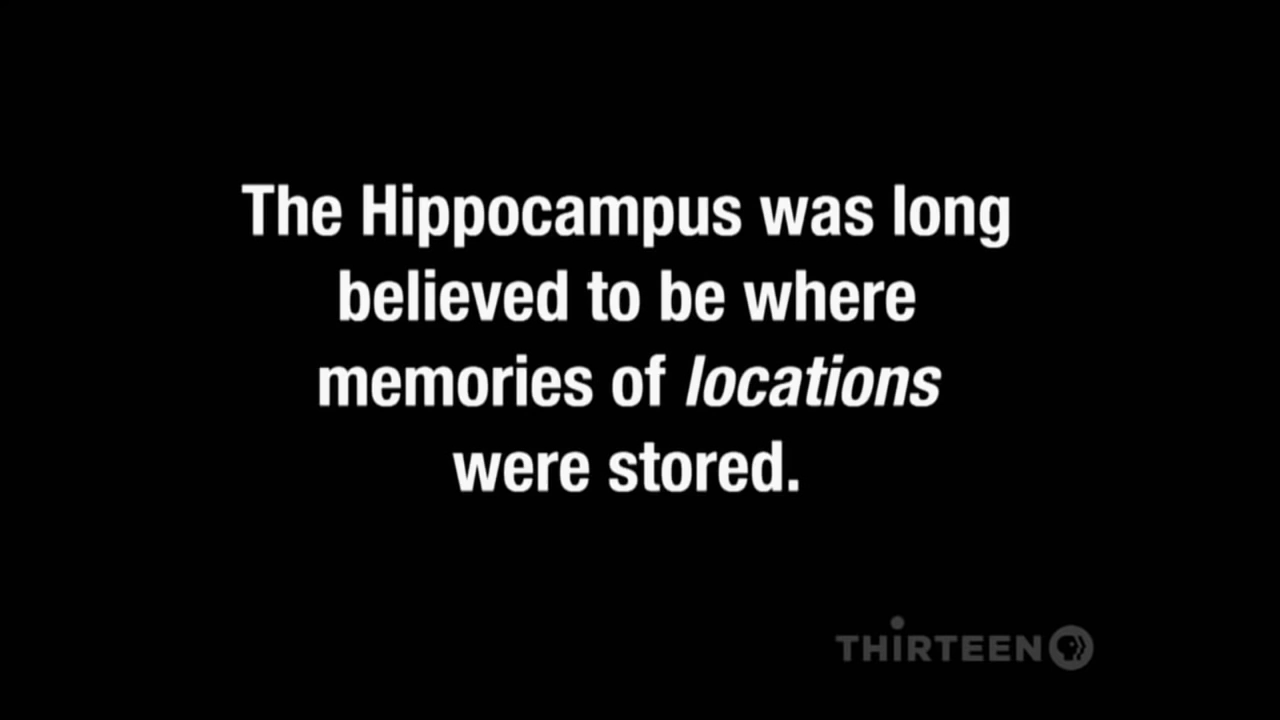 The Hippocampus was long
believed to be where
memories of locations
were stored.
THIRTEEN